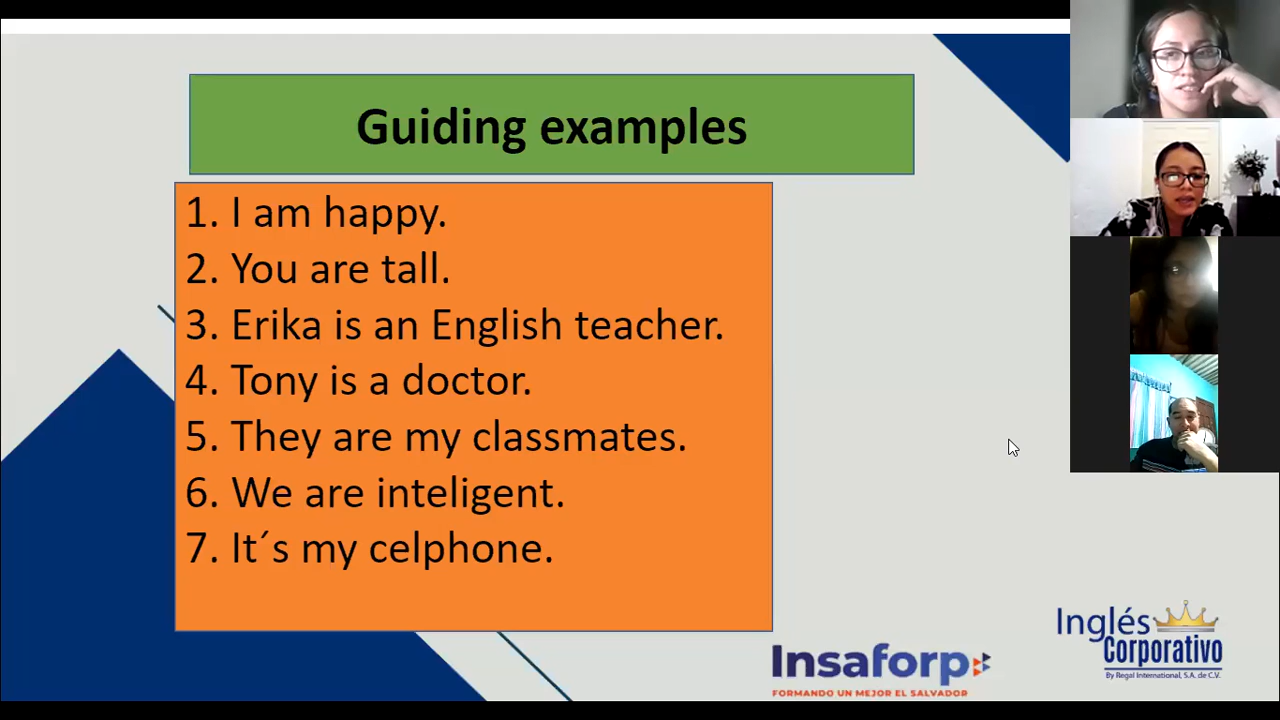 Guiding examples
1. I am happy.
2. You are tall.
3. Erika is an English teacher.
4. Tony is a doctor.
5. They are my classmates.
6. We are inteligent.
7. It´s my celphone.
Insaforp
FORMANDO UN MEJOR EL SALVADOR
Inglés
Corporativo
By Regal International, S.A. de C.V.